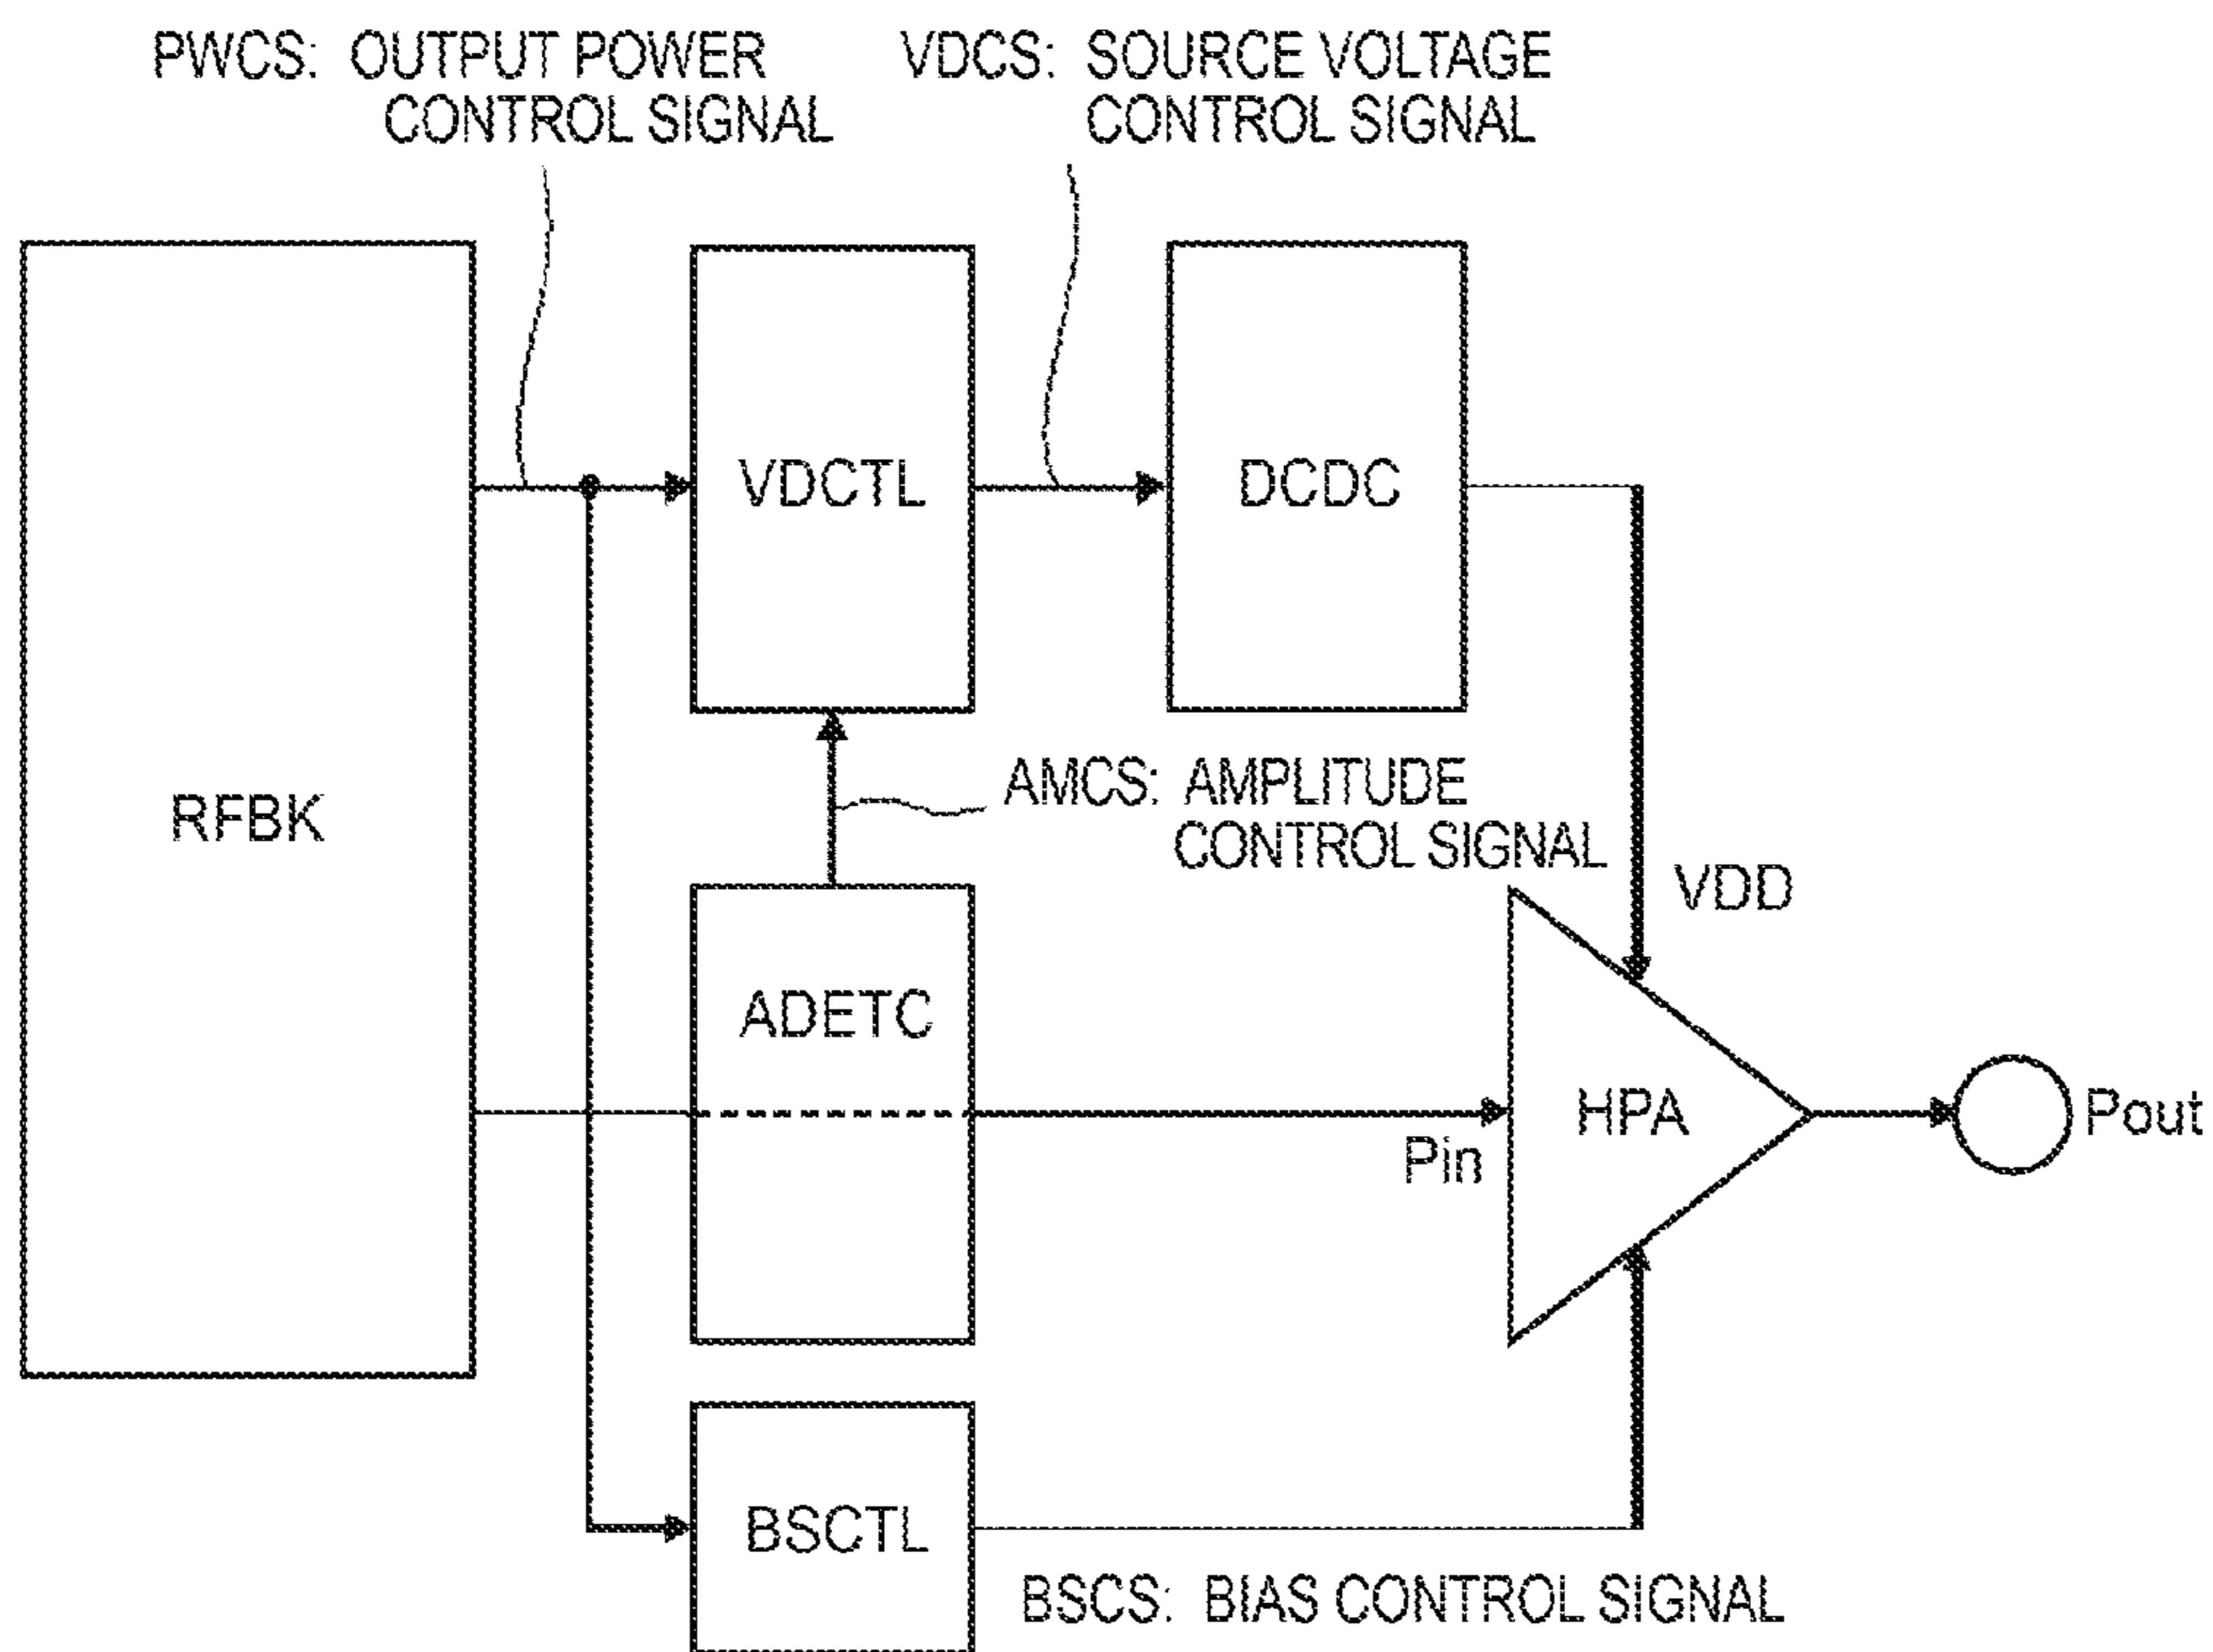 PWCS: OUTPUT POWER
CONTROL SIGNAL
VDCS: SOURCE VOLTAGE
CONTROL SIGNAL
VDCTL
DCDC
RFBK
AMCS: AMPLITUDE
CONTROL SIGNAL
VDD
ADETC
HPA
Pout
Pin
BSCTL
BSCS: BIAS CONTROL SIGNAL